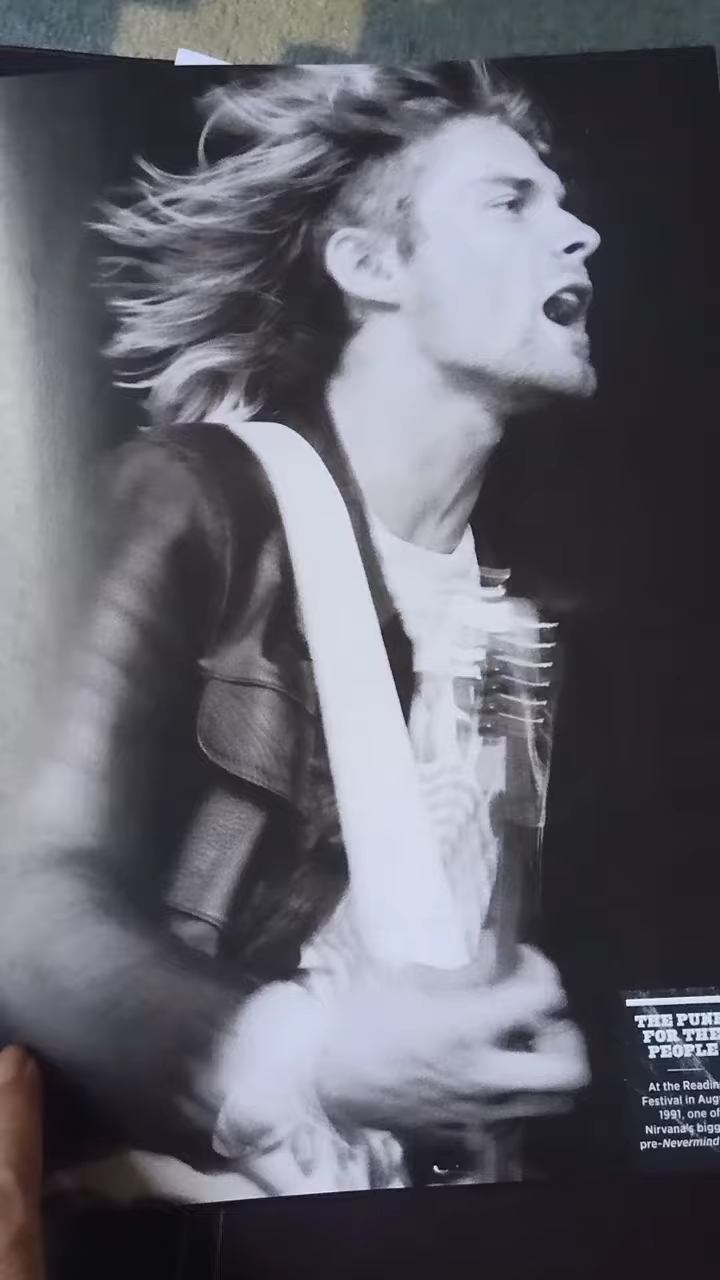 THE PUN
FOR THE
PEOPLE
At the Readin
Festival in Aug
1991, one of
Nirvana's bigg
pre-Nevermind